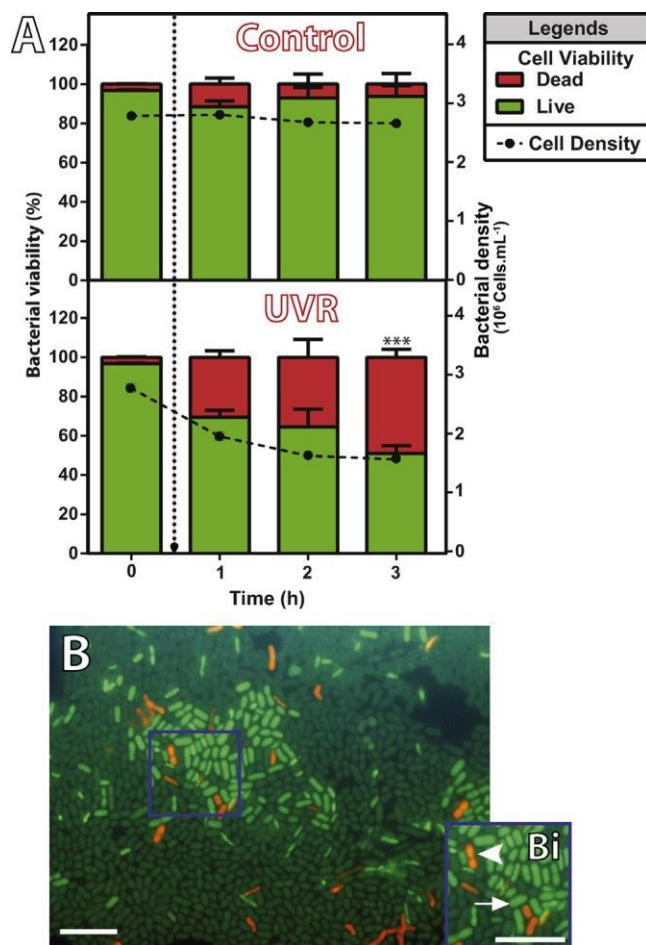 A
Control
120
100
80
60
40
20
0
4
3
2
1
0
Legends
Cell Viability
Dead
Live
Cell Density
Bacterial viability (%)
Bacterial density
(10⁶ Cells.mL⁻¹)
UVR
***
120
100
80
60
40
20
0
4
3
2
1
0
0 1 2 3
Time (h)
B
Bi